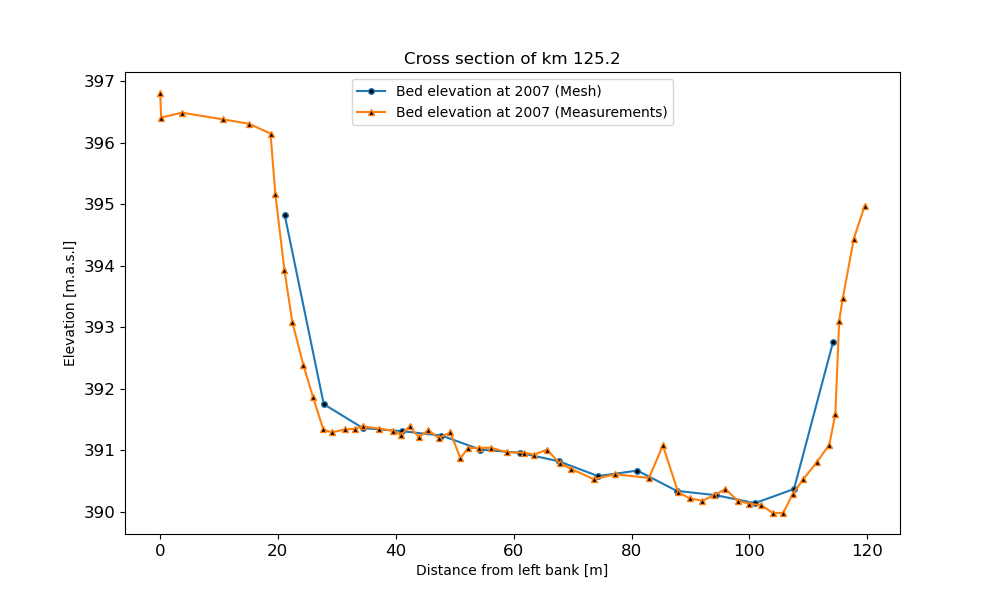 Cross section of km 125.2
Bed elevation at 2007 (Mesh)
Bed elevation at 2007 (Measurements)
Elevation [m.a.s.l]
397
396
395
394
393
392
391
390
0 20 40 60 80 100 120
Distance from left bank [m]